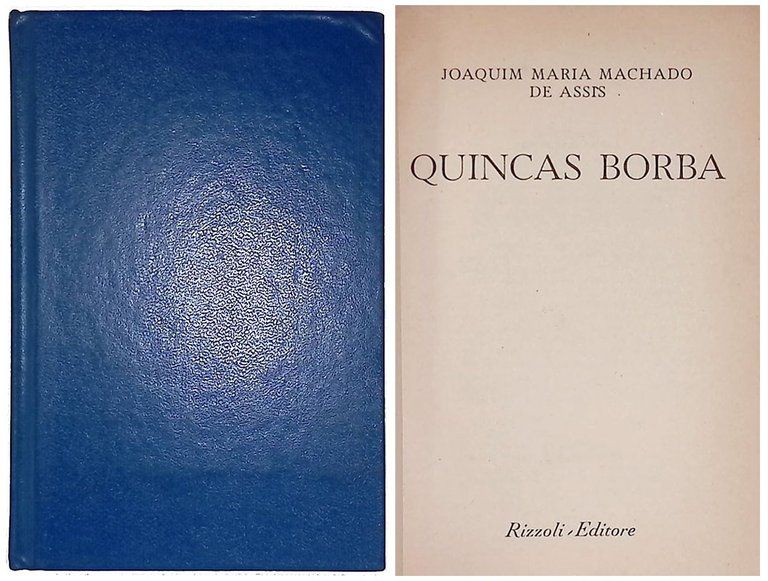 JOAQUIM MARIA MACHADO
DE ASSIS
QUINCAS BORBA
Rizzoli - Editore